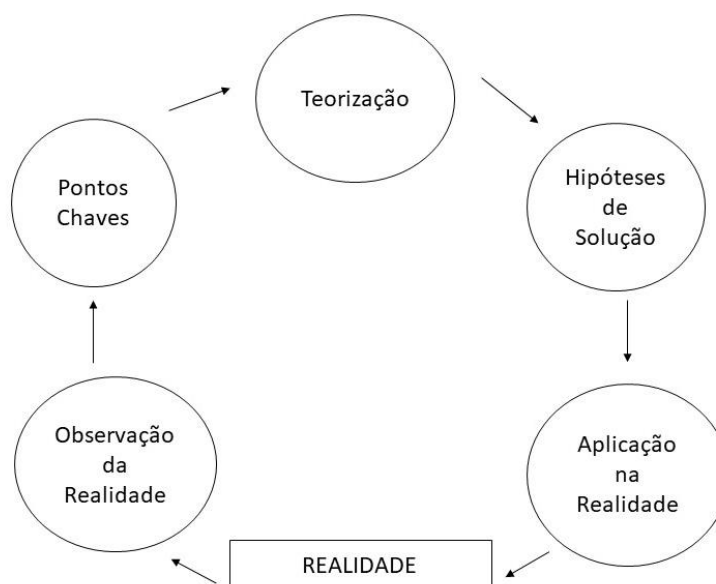 Teorização
Pontos
Chaves
Hipóteses
de
Solução
Observação
da
Realidade
Aplicação
na
Realidade
REALIDADE